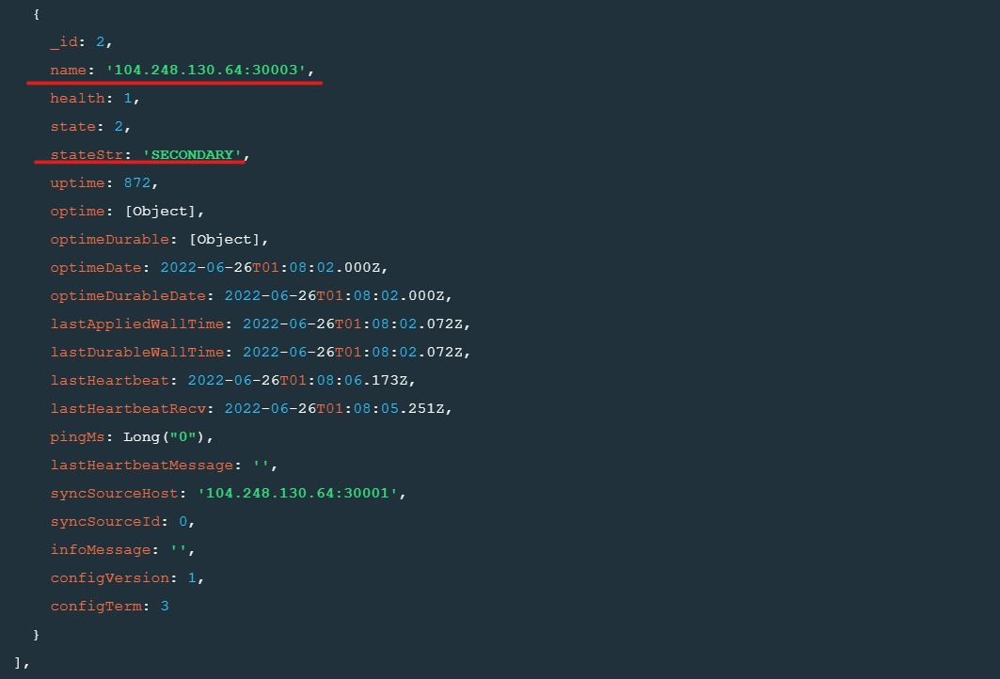 {
_id: 2,
name: '104.248.130.64:30003',
health: 1,
state: 2,
stateStr: 'SECONDARY',
uptime: 872,
optime: [Object],
optimeDurable: [Object],
optimeDate: 2022-06-26T01:08:02.000Z,
optimeDurableDate: 2022-06-26T01:08:02.000Z,
lastAppliedWallTime: 2022-06-26T01:08:02.072Z,
lastDurableWallTime: 2022-06-26T01:08:02.072Z,
lastHeartbeat: 2022-06-26T01:08:06.173Z,
lastHeartbeatRecv: 2022-06-26T01:08:05.251Z,
pingMs: Long("0"),
lastHeartbeatMessage: '',
syncSourceHost: '104.248.130.64:30001',
syncSourceId: 0,
infoMessage: '',
configVersion: 1,
configTerm: 3
}
],